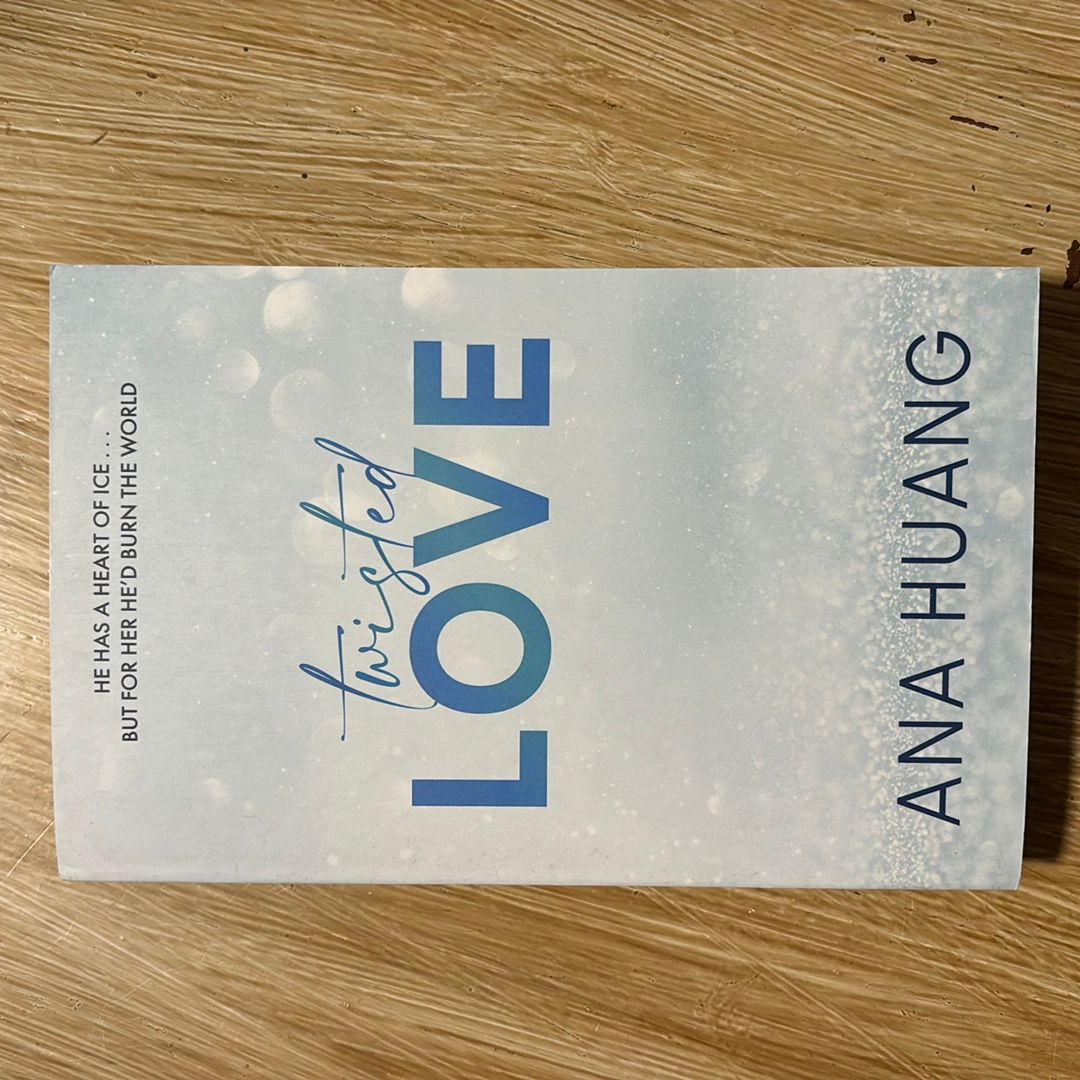 HE HAS A HEART OF ICE . . .
BUT FOR HER HE'D BURN THE WORLD
twisted
LOVE
ANA HUANG